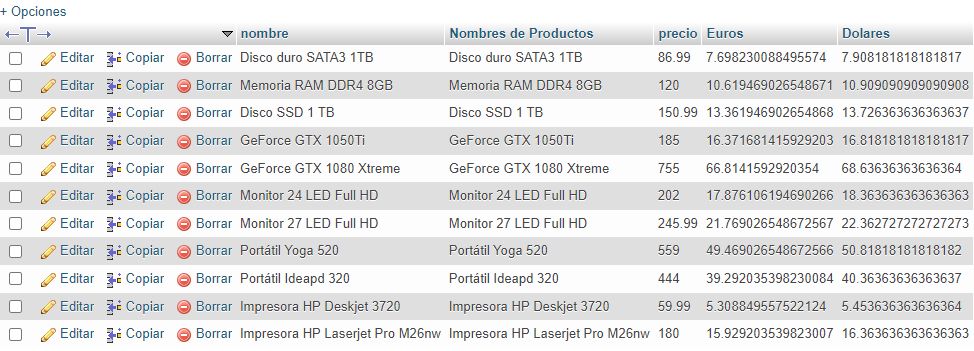 + Opciones
nombre Nombres de Productos precio Euros Dolares
Editar Copiar Borrar Disco duro SATA3 1TB Disco duro SATA3 1TB 86.99 7.698230088495574 7.908181818181817
Editar Copiar Borrar Memoria RAM DDR4 8GB Memoria RAM DDR4 8GB 120 10.619469026548671 10.909090909090908
Editar Copiar Borrar Disco SSD 1 TB Disco SSD 1 TB 150.99 13.361946902654868 13.726363636363637
Editar Copiar Borrar GeForce GTX 1050Ti GeForce GTX 1050Ti 185 16.371681415929203 16.818181818181817
Editar Copiar Borrar GeForce GTX 1080 Xtreme GeForce GTX 1080 Xtreme 755 66.8141592920354 68.63636363636364
Editar Copiar Borrar Monitor 24 LED Full HD Monitor 24 LED Full HD 202 17.876106194690266 18.363636363636363
Editar Copiar Borrar Monitor 27 LED Full HD Monitor 27 LED Full HD 245.99 21.769026548672567 22.362727272727273
Editar Copiar Borrar Portátil Yoga 520 Portátil Yoga 520 559 49.469026548672566 50.81818181818182
Editar Copiar Borrar Portátil Ideapd 320 Portátil Ideapd 320 444 39.292035398230084 40.36363636363637
Editar Copiar Borrar Impresora HP Deskjet 3720 Impresora HP Deskjet 3720 59.99 5.308849557522124 5.453636363636364
Editar Copiar Borrar Impresora HP Laserjet Pro M26nw Impresora HP Laserjet Pro M26nw 180 15.929203539823007 16.363636363636363